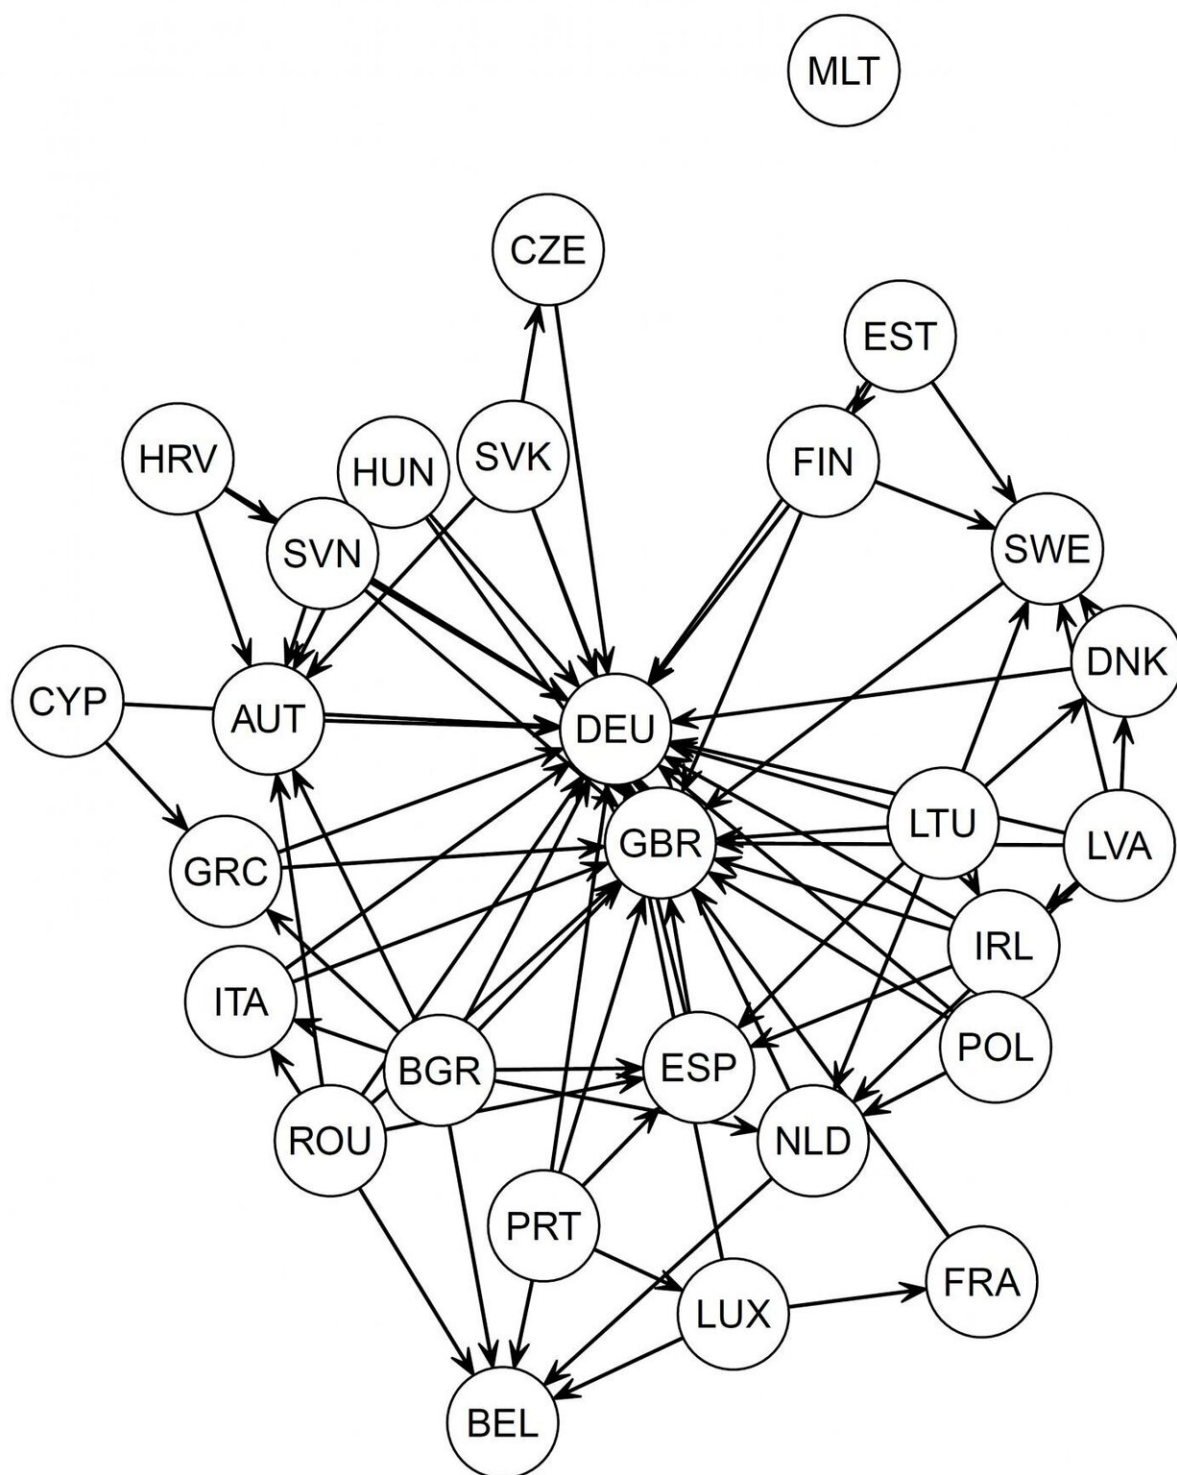 MLT
CZE
EST
HRV
HUN
SVK
FIN
SVN
SWE
DNK
CYP
AUT
DEU
LTU
GBR
LVA
GRC
IRL
ITA
POL
BGR
ESP
ROU
NLD
PRT
FRA
LUX
BEL